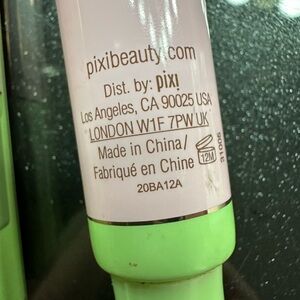 pixibeauty.com
Dist. by: pixi
Los Angeles, CA 90025 USA
LONDON W1F 7PW UK
Made in China/
Fabriqué en Chine
12M
31005
20BA12A